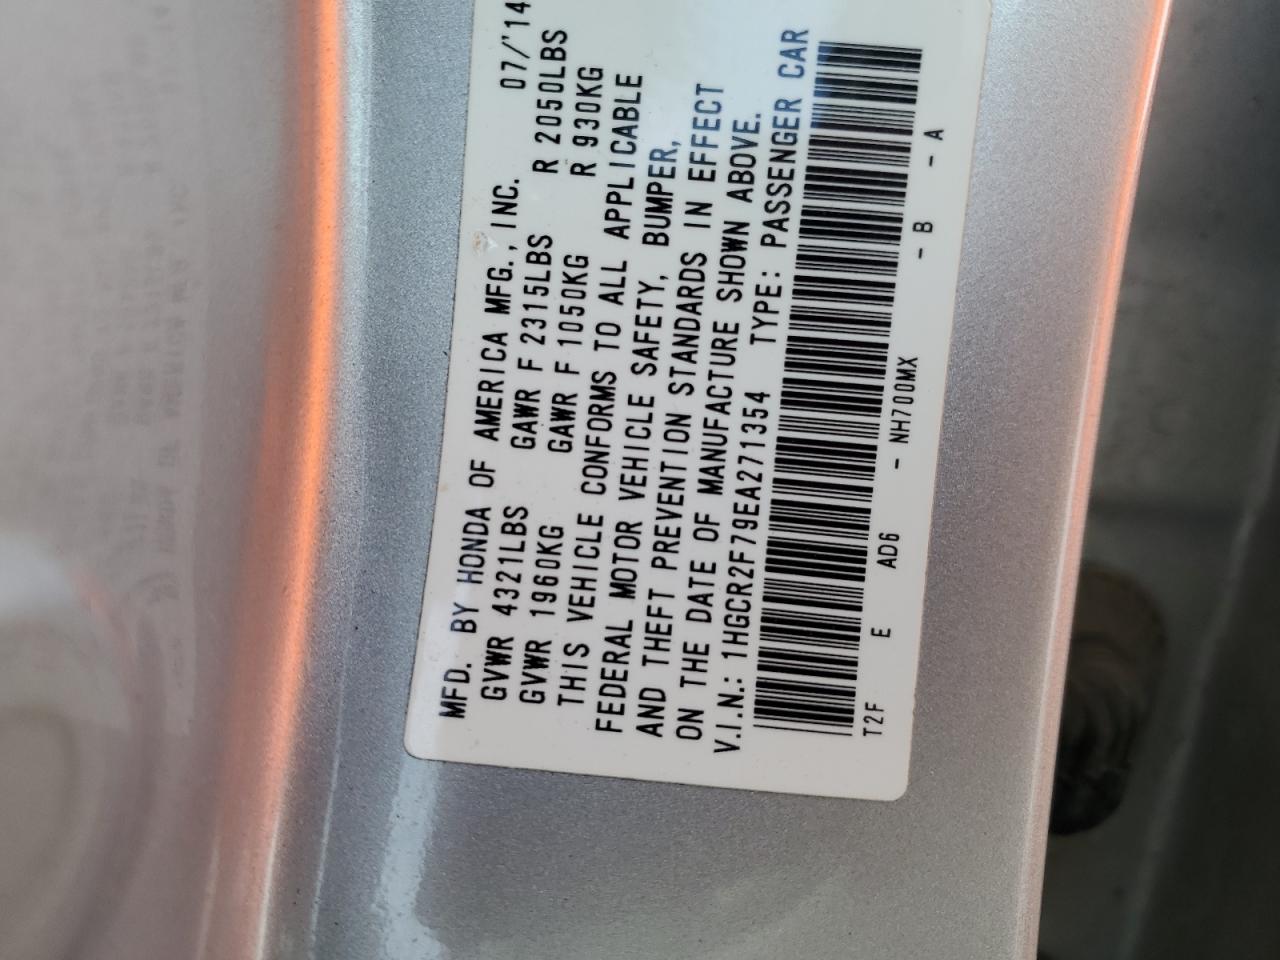 MFD. BY HONDA OF AMERICA MFG., INC. 07/'14
GVWR 4321LBS GAWR F 2315LBS R 2050LBS
GVWR 1960KG GAWR F 1050KG R 930KG
THIS VEHICLE CONFORMS TO ALL APPLICABLE
FEDERAL MOTOR VEHICLE SAFETY, BUMPER,
AND THEFT PREVENTION STANDARDS IN EFFECT
ON THE DATE OF MANUFACTURE SHOWN ABOVE.
V.I.N.: 1HGCR2F79EA271354 TYPE: PASSENGER CAR
T2F E AD6 - NH700MX - B - A